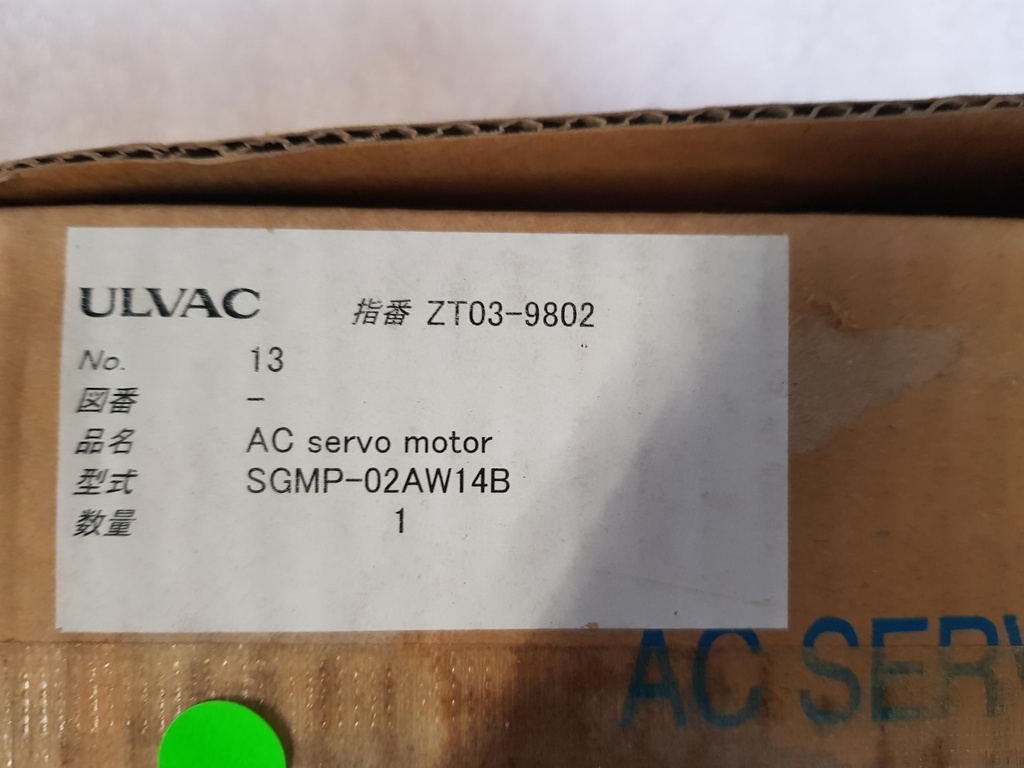 ULVAC 指番 ZT03-9802
No. 13
図番 -
品名 AC servo motor
型式 SGMP-02AW14B
数量 1
AC SERV